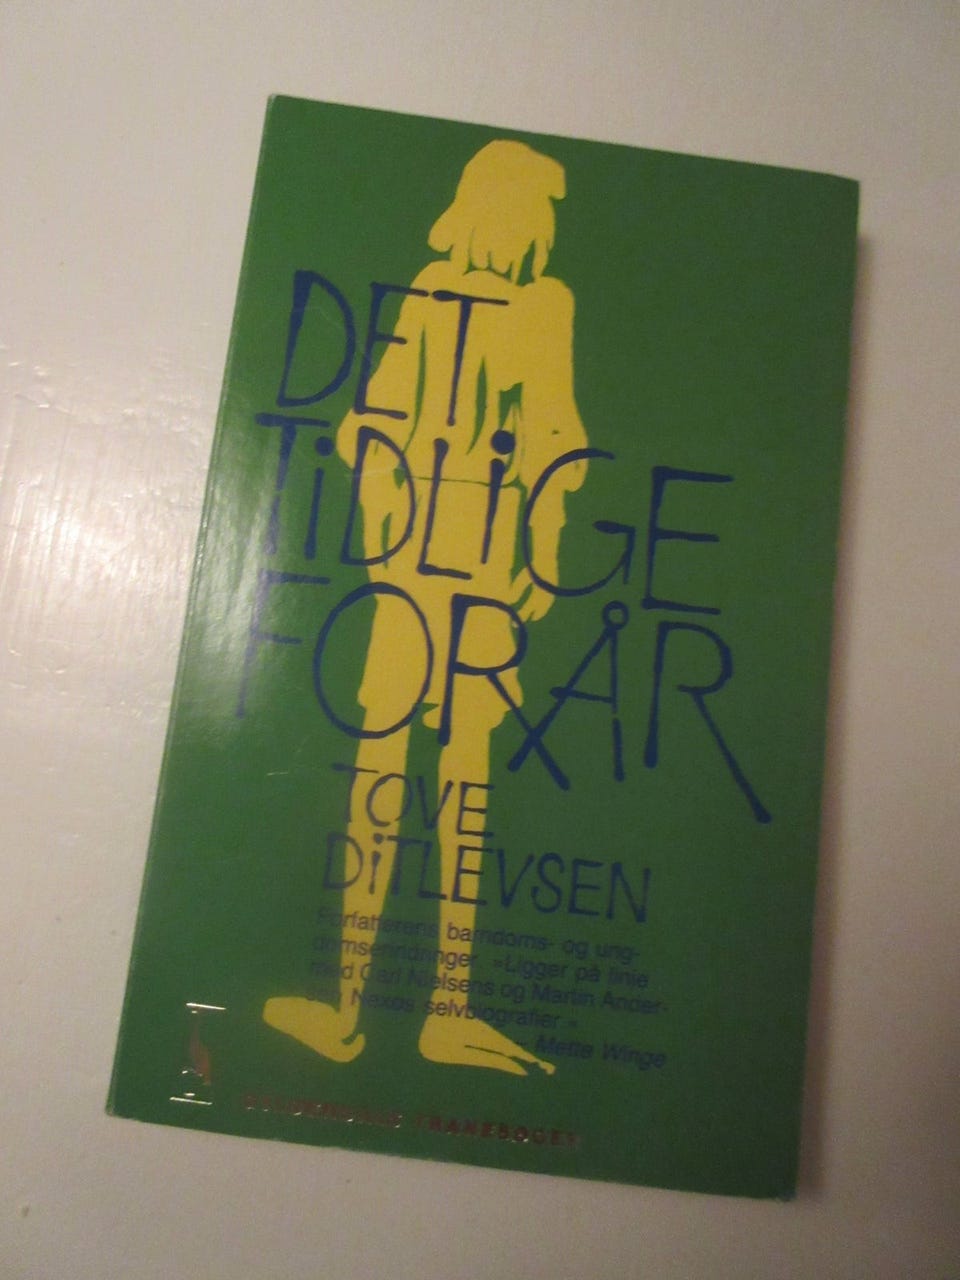 DET
TiDLiGE
FORÅR
TOVE
DiTLEVSEN
Forfatterens barndoms- og ung-
domserindringer. »Ligger på linie
med Carl Nielsens og Martin Ander-
sen Nexøs selvbiografier.«
– Mette Winge
GYLDENDALS TRANEBØGER